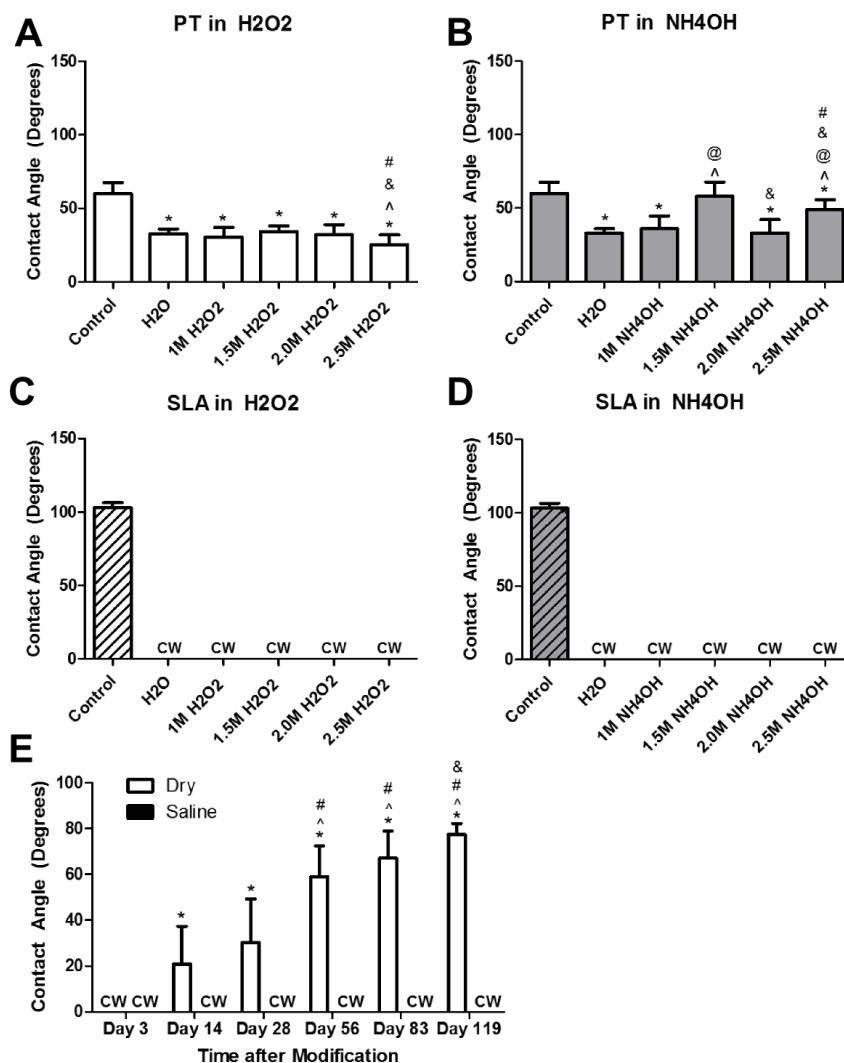 A
PT in H2O2
Contact Angle (Degrees)
150
100
50
0
*
*
*
*
#
&
^
*
Control
H2O
1M H2O2
1.5M H2O2
2.0M H2O2
2.5M H2O2
B
PT in NH4OH
Contact Angle (Degrees)
150
100
50
0
*
*
@
^
&
*
#
&
@
^
*
Control
H2O
1M NH4OH
1.5M NH4OH
2.0M NH4OH
2.5M NH4OH
C
SLA in H2O2
Contact Angle (Degrees)
150
100
50
0
CW CW CW CW CW
Control
H2O
1M H2O2
1.5M H2O2
2.0M H2O2
2.5M H2O2
D
SLA in NH4OH
Contact Angle (Degrees)
150
100
50
0
CW CW CW CW CW
Control
H2O
1M NH4OH
1.5M NH4OH
2.0M NH4OH
2.5M NH4OH
E
Contact Angle (Degrees)
100
80
60
40
20
0
Dry
Saline
*
*
#
^
*
#
^
*
&
#
^
*
CW CW CW CW CW CW CW
Day 3 Day 14 Day 28 Day 56 Day 83 Day 119
Time after Modification